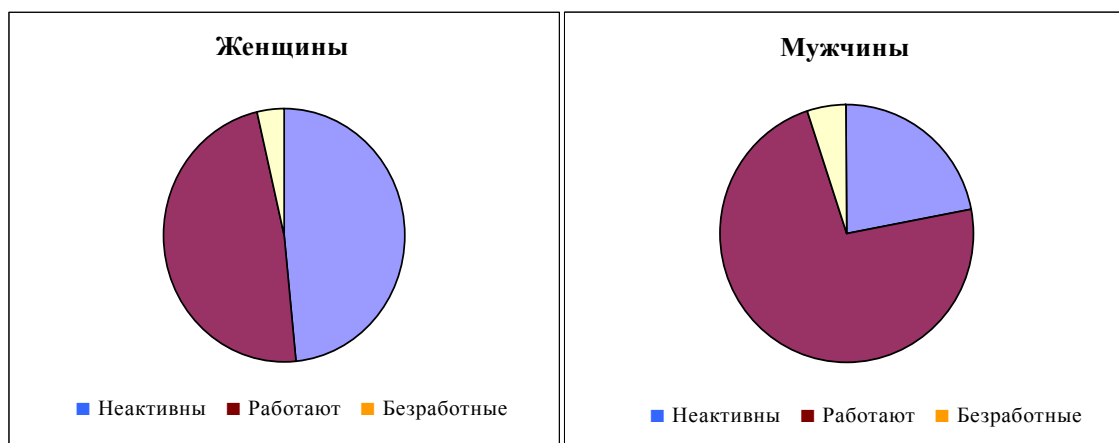 Женщины
Неактивны Работают Безработные
Мужчины
Неактивны Работают Безработные